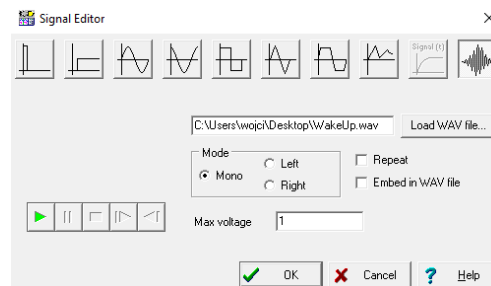 Signal Editor
Signal (t)
C:\Users\wojci\Desktop\WakeUp.wav Load WAV file...
Mode
Left Repeat
Mono
Right Embed in WAV file
Max voltage 1
OK Cancel ? Help